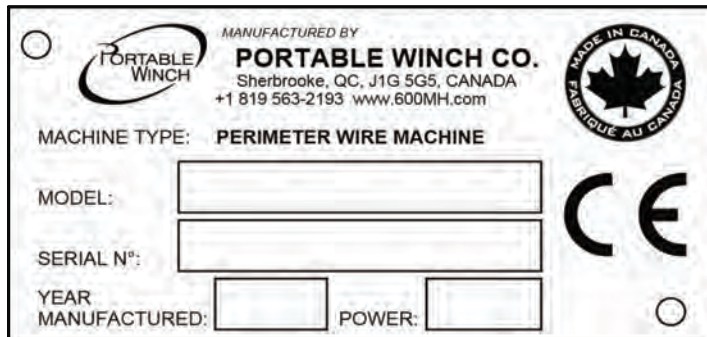 PORTABLE
WINCH
MANUFACTURED BY
PORTABLE WINCH CO.
Sherbrooke, QC, J1G 5G5, CANADA
+1 819 563-2193 www.600MH.com
MADE IN CANADA
FABRIQUÉ AU CANADA
MACHINE TYPE: PERIMETER WIRE MACHINE
MODEL:
CE
SERIAL N°:
YEAR
MANUFACTURED:
POWER: